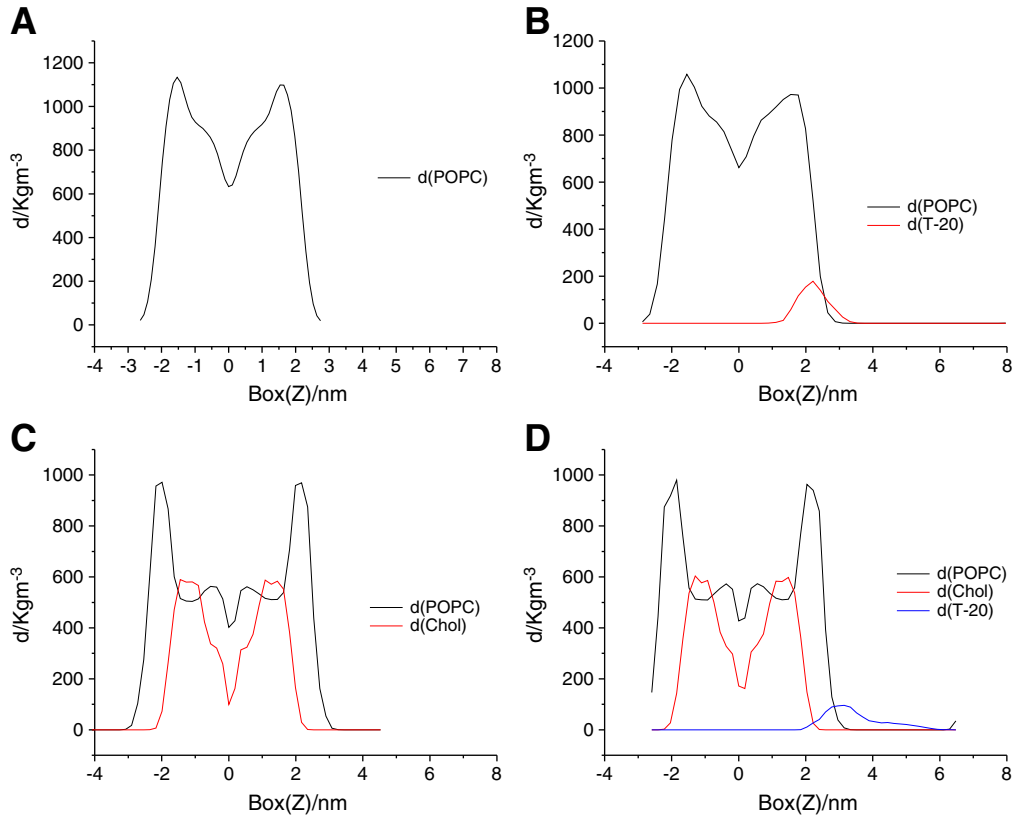 A
d/Kgm⁻³
1200
1000
800
600
400
200
0
-4 -3 -2 -1 0 1 2 3 4 5 6 7 8
Box(Z)/nm
d(POPC)
B
d/Kgm⁻³
1200
1000
800
600
400
200
0
-4 -2 0 2 4 6 8
Box(Z)/nm
d(POPC)
d(T-20)
C
d/Kgm⁻³
1000
800
600
400
200
0
-4 -2 0 2 4 6 8
Box(Z)/nm
d(POPC)
d(Chol)
D
d/Kgm⁻³
1000
800
600
400
200
0
-4 -2 0 2 4 6 8
Box(Z)/nm
d(POPC)
d(Chol)
d(T-20)